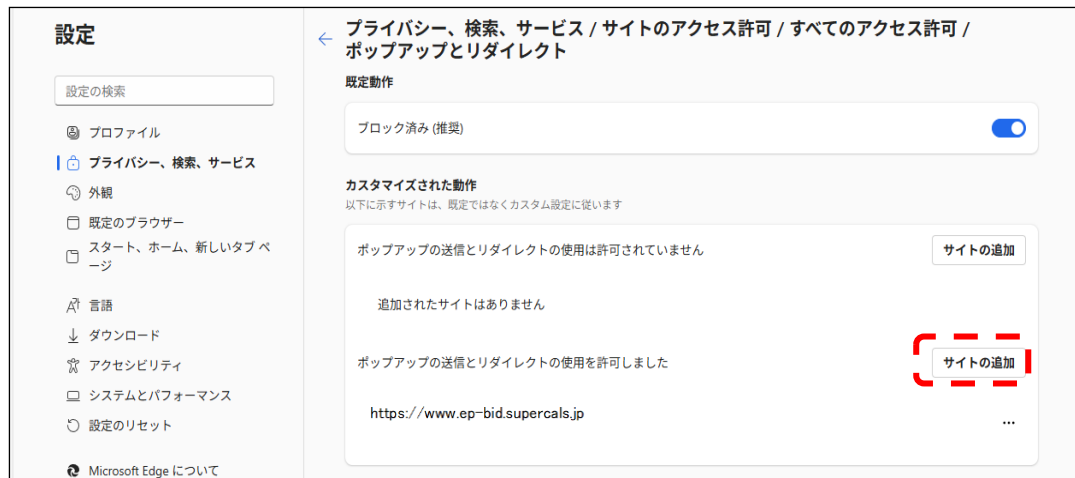 設定
設定の検索
プロファイル
プライバシー、検索、サービス
外観
既定のブラウザー
スタート、ホーム、新しいタブ ペ
ージ
言語
ダウンロード
アクセシビリティ
システムとパフォーマンス
設定のリセット
Microsoft Edge について
プライバシー、検索、サービス / サイトのアクセス許可 / すべてのアクセス許可 /
ポップアップとリダイレクト
既定動作
ブロック済み (推奨)
カスタマイズされた動作
以下に示すサイトは、既定ではなくカスタム設定に従います
ポップアップの送信とリダイレクトの使用は許可されていません
サイトの追加
追加されたサイトはありません
ポップアップの送信とリダイレクトの使用を許可しました
サイトの追加
https://www.ep-bid.supercals.jp